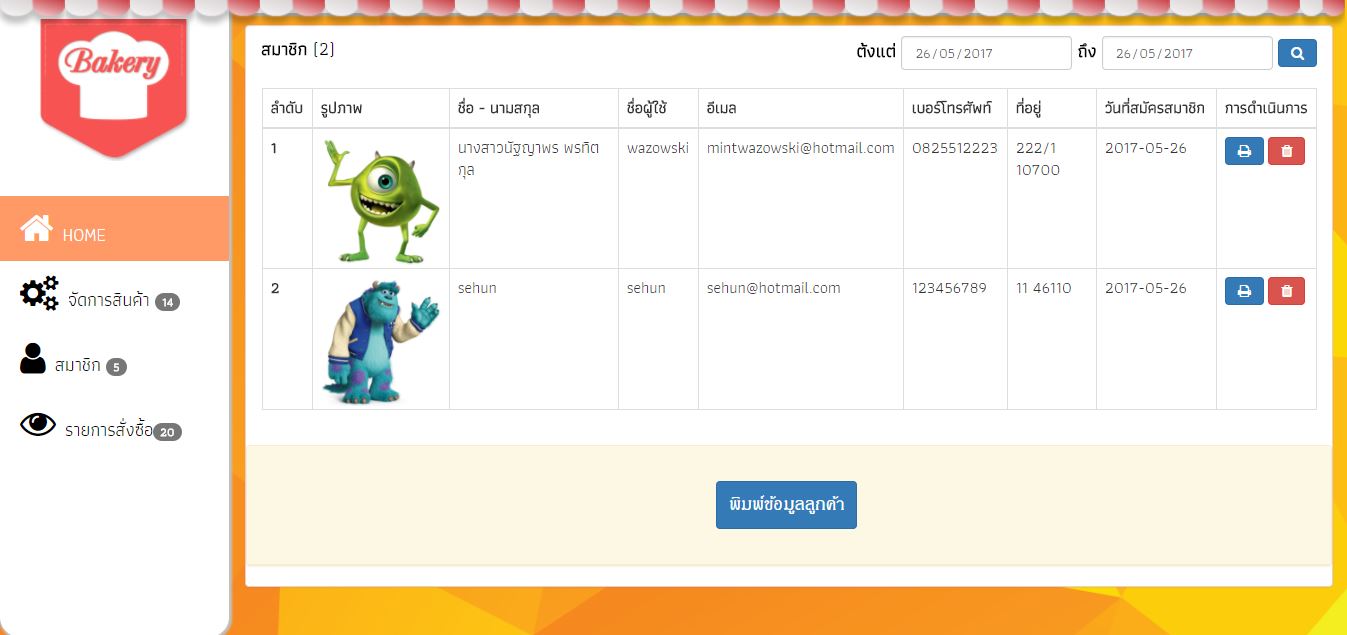 Bakery
HOME
จัดการสินค้า 14
สมาชิก 5
รายการสั่งซื้อ 20
สมาชิก (2)
ตั้งแต่ 26/05/2017 ถึง 26/05/2017
ลำดับ รูปภาพ ชื่อ - นามสกุล ชื่อผู้ใช้ อีเมล เบอร์โทรศัพท์ ที่อยู่ วันที่สมัครสมาชิก การดำเนินการ
1 นางสาวนัฐญาพร พรทิต wazowski mintwazowski@hotmail.com 0825512223 222/1 2017-05-26
กุล 10700
2 sehun sehun sehun@hotmail.com 123456789 11 46110 2017-05-26
พิมพ์ข้อมูลลูกค้า